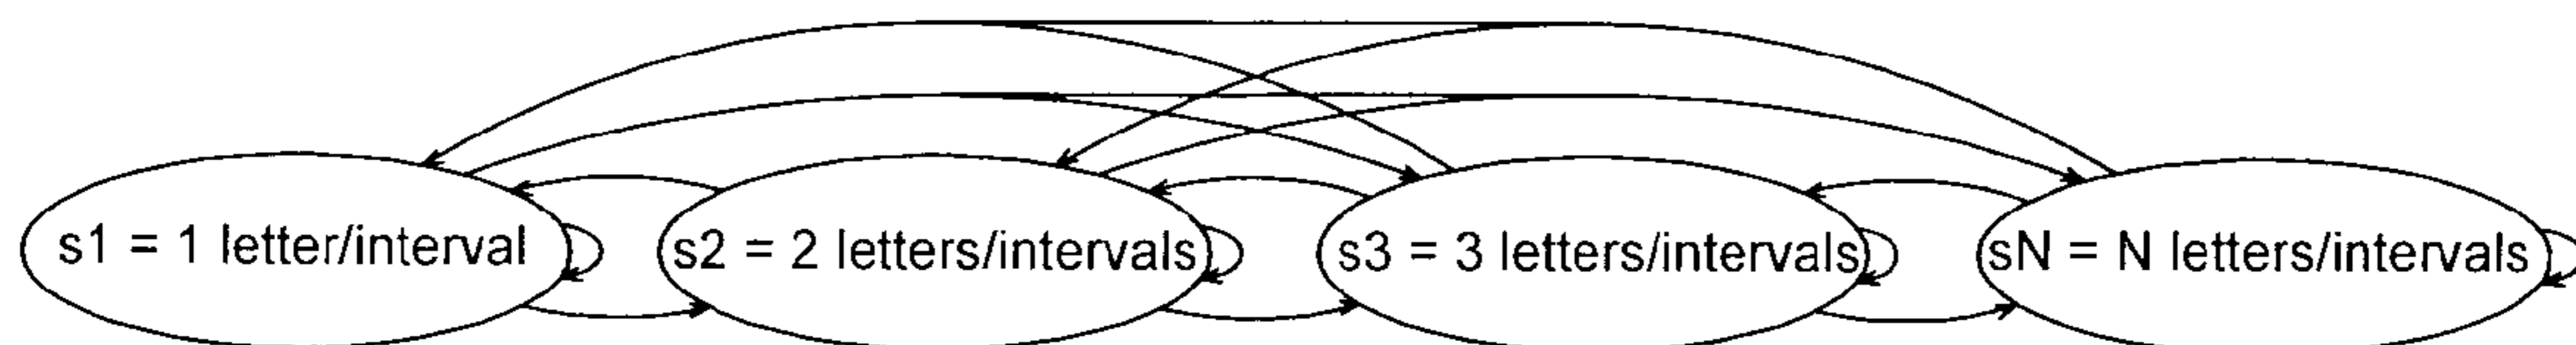 s1 = 1 letter/interval
s2 = 2 letters/intervals
s3 = 3 letters/intervals
sN = N letters/intervals